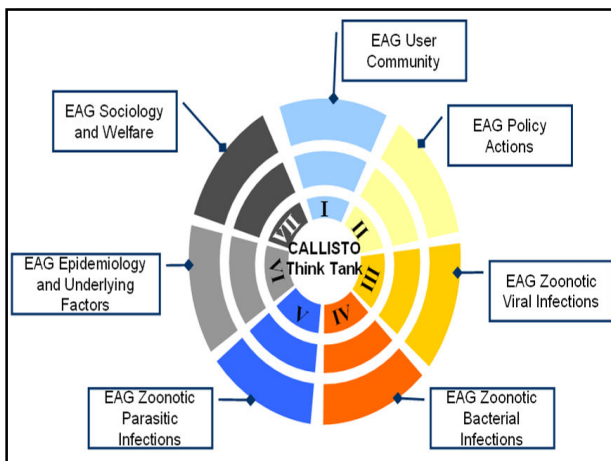 EAG User
Community
EAG Sociology
and Welfare
EAG Policy
Actions
I
VII
II
CALLISTO
Think Tank
VI
III
EAG Epidemiology
and Underlying
Factors
EAG Zoonotic
Viral Infections
V
IV
EAG Zoonotic
Parasitic
Infections
EAG Zoonotic
Bacterial
Infections